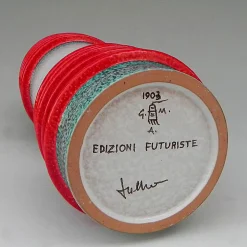 1903
G. M.
A.
EDIZIONI FUTURISTE